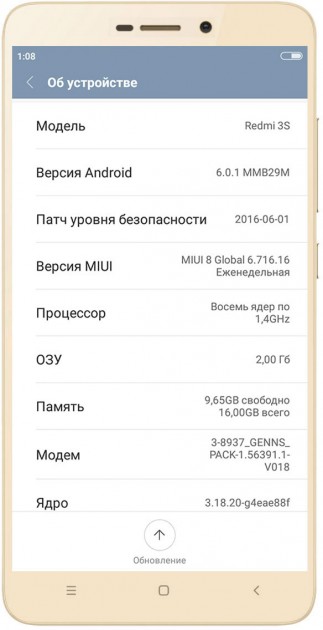 1:08
Об устройстве
Модель
Redmi 3S
Версия Android
6.0.1 MMB29M
Патч уровня безопасности
2016-06-01
Версия MIUI
MIUI 8 Global 6.716.16
Еженедельная
Процессор
Восемь ядер по
1,4GHz
ОЗУ
2,00 Гб
Память
9,65GB свободно
16,00GB всего
Модем
3-8937_GENNS_
PACK-1.56391.1-
V018
Ядро
3.18.20-g4eae88f
Обновление